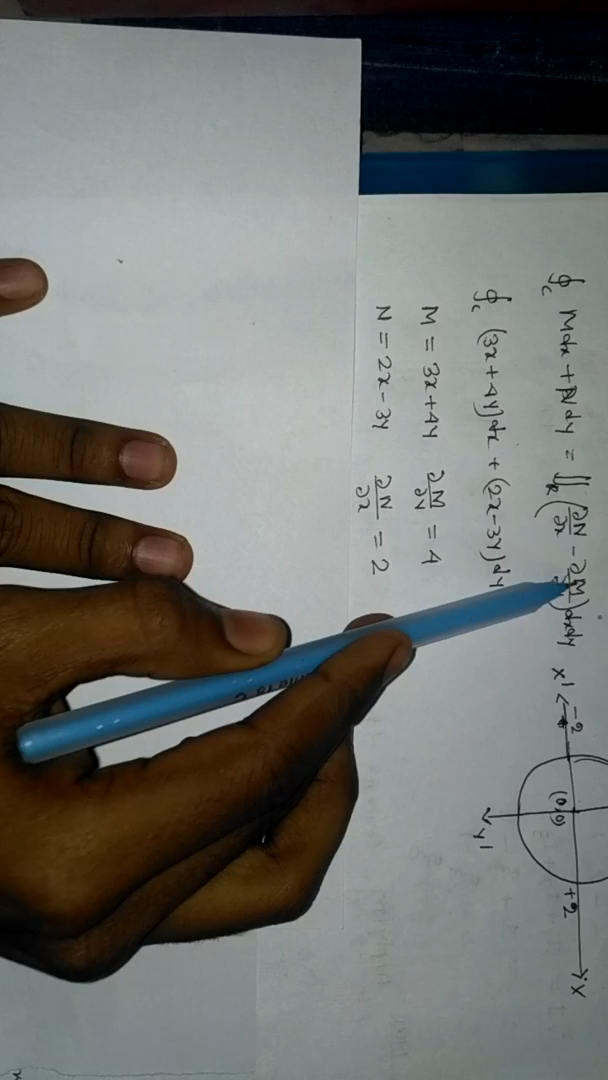 ∮c Mdx + Ndy = ∬R (∂N/∂x - ∂M/)dxdy
∮c (3x+4y)dx + (2x-3y)dy
M = 3x+4y ∂M/∂y = 4
N = 2x-3y ∂N/∂x = 2
x' -2 (0,0) +2 x
y'